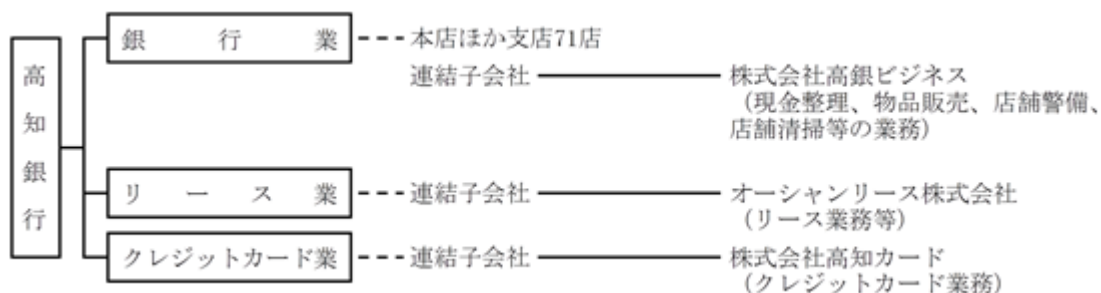 高知銀行
銀行業
本店ほか支店71店
連結子会社
株式会社高銀ビジネス
（現金整理、物品販売、店舗警備、
店舗清掃等の業務）
リース業
連結子会社
オーシャンリース株式会社
（リース業務等）
クレジットカード業
連結子会社
株式会社高知カード
（クレジットカード業務）